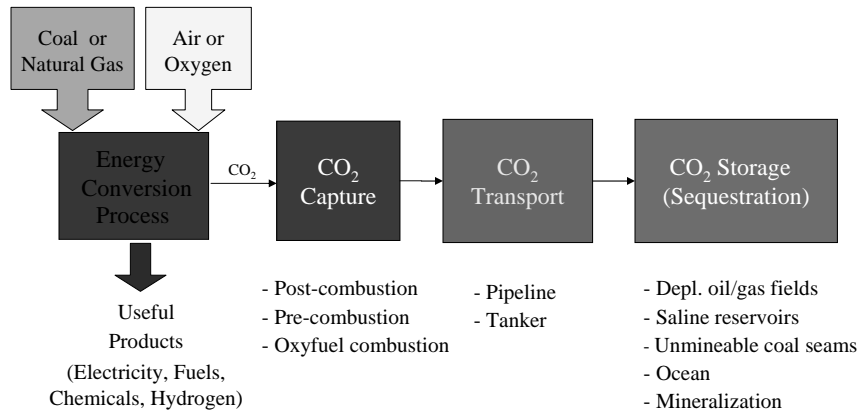 Coal or
Natural Gas
Air or
Oxygen
Energy
Conversion
Process
CO₂
CO₂
Capture
CO₂
Transport
CO₂ Storage
(Sequestration)
Useful
Products
(Electricity, Fuels,
Chemicals, Hydrogen)
- Post-combustion
- Pre-combustion
- Oxyfuel combustion
- Pipeline
- Tanker
- Depl. oil/gas fields
- Saline reservoirs
- Unmineable coal seams
- Ocean
- Mineralization